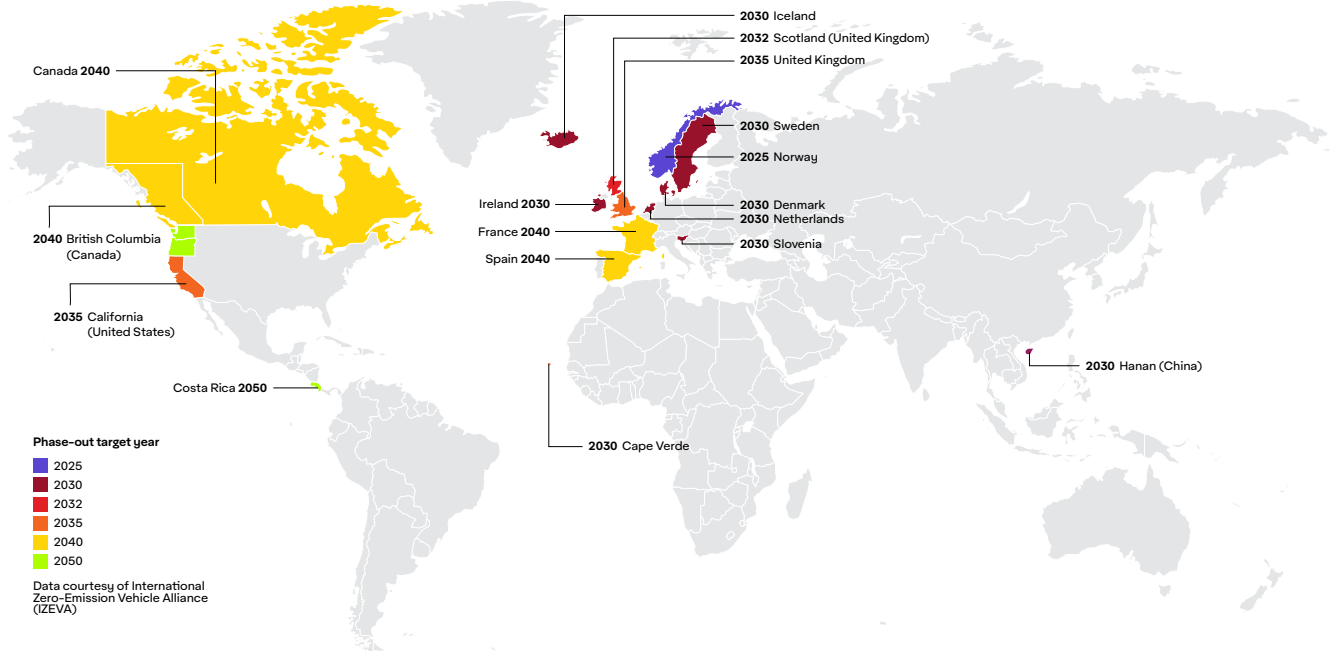 2030 Iceland
2032 Scotland (United Kingdom)
2035 United Kingdom
Canada 2040
2030 Sweden
2025 Norway
Ireland 2030
2030 Denmark
2030 Netherlands
France 2040
2040 British Columbia
(Canada)
2030 Slovenia
Spain 2040
2035 California
(United States)
2030 Hanan (China)
Costa Rica 2050
2030 Cape Verde
Phase-out target year
2025
2030
2032
2035
2040
2050
Data courtesy of International
Zero-Emission Vehicle Alliance
(IZEVA)